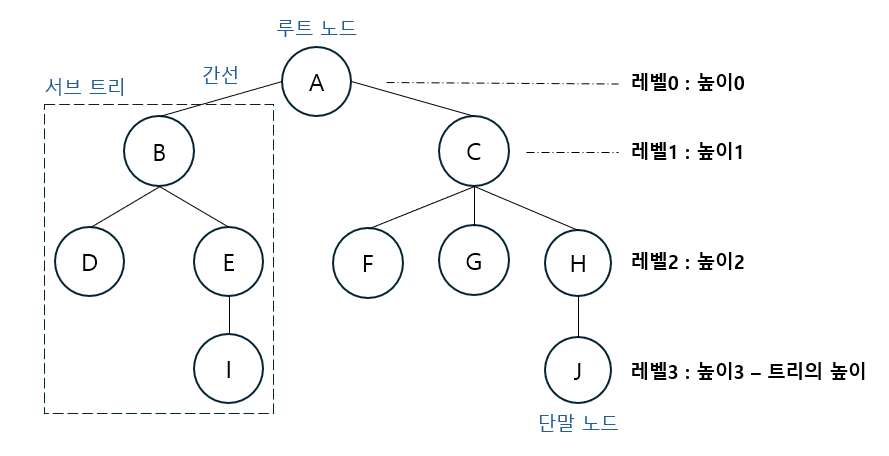 루트 노드
간선
서브 트리
A
레벨0 : 높이0
B
C
레벨1 : 높이1
D
E
F
G
H
레벨2 : 높이2
I
J
레벨3 : 높이3 – 트리의 높이
단말 노드